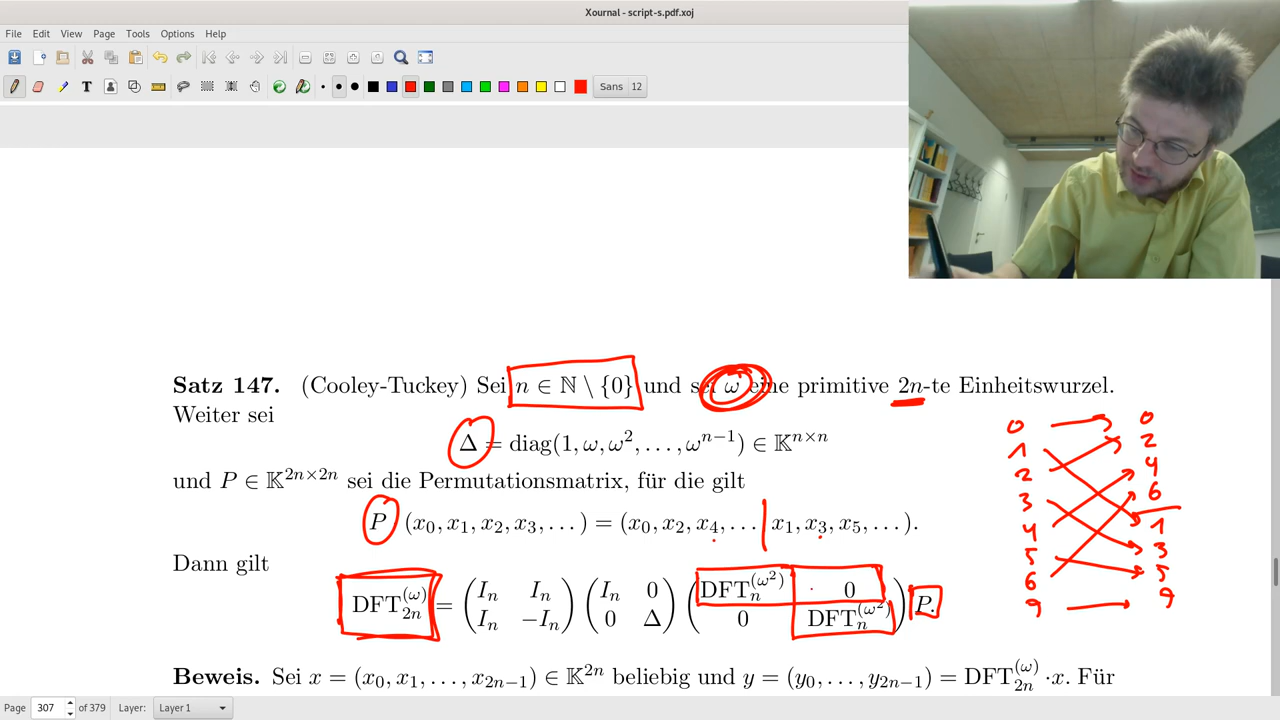 Xournal - script-s.pdf.xoj
File Edit View Page Tools Options Help
Sans 12
Satz 147. (Cooley-Tuckey) Sei n ∈ ℕ \ {0} und sei ω eine primitive 2n-te Einheitswurzel.
Weiter sei
Δ = diag(1, ω, ω², . . . , ωⁿ⁻¹) ∈ 𝕂ⁿˣⁿ
und P ∈ 𝕂²ⁿˣ²ⁿ sei die Permutationsmatrix, für die gilt
P (x₀, x₁, x₂, x₃, . . . ) = (x₀, x₂, x₄, . . . | x₁, x₃, x₅, . . . ).
Dann gilt
DFT₂ₙ^(ω) = (Iₙ Iₙ; Iₙ −Iₙ) (Iₙ 0; 0 Δ) (DFTₙ^(ω²) 0; 0 DFTₙ^(ω²)) P.
0 0
1 2
2 4
3 6
4 1
5 3
6 5
9 9
Beweis. Sei x = (x₀, x₁, . . . , x₂ₙ₋₁) ∈ 𝕂²ⁿ beliebig und y = (y₀, . . . , y₂ₙ₋₁) = DFT₂ₙ^(ω) ·x. Für
Page 307 of 379 Layer: Layer 1